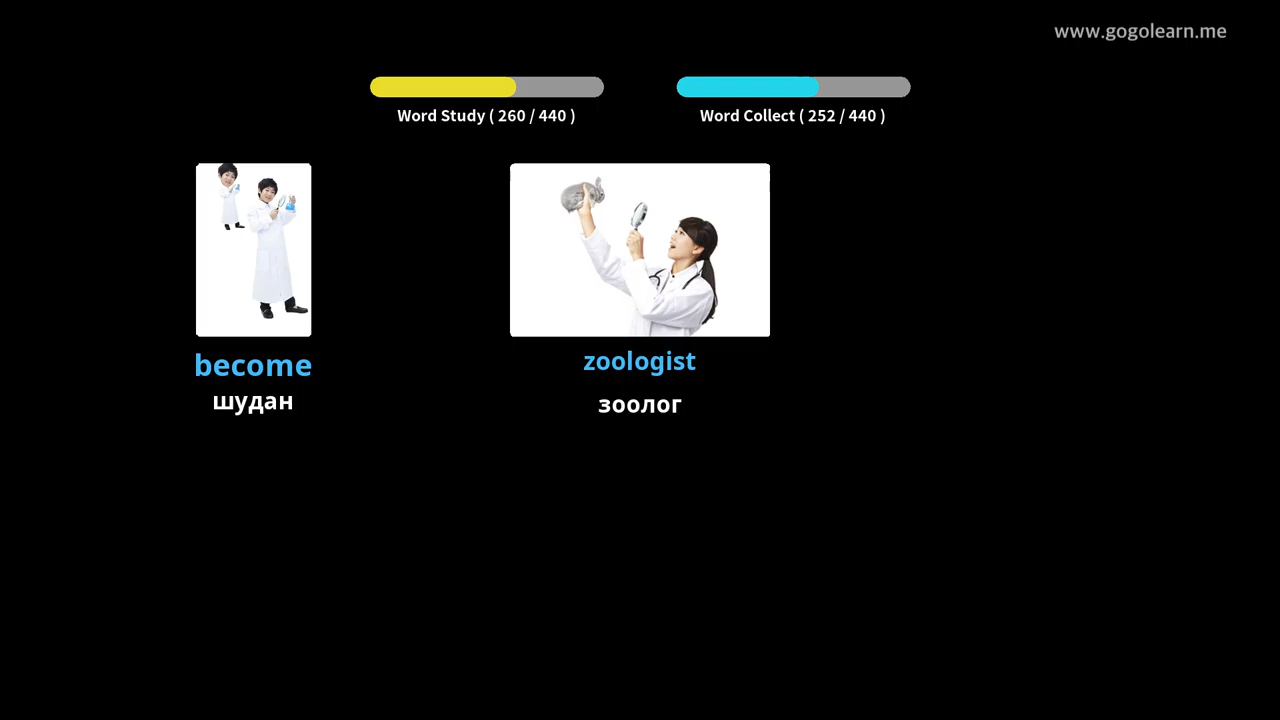 www.gogolearn.me
Word Study ( 260 / 440 )
Word Collect ( 252 / 440 )
become
шудан
zoologist
зоолог